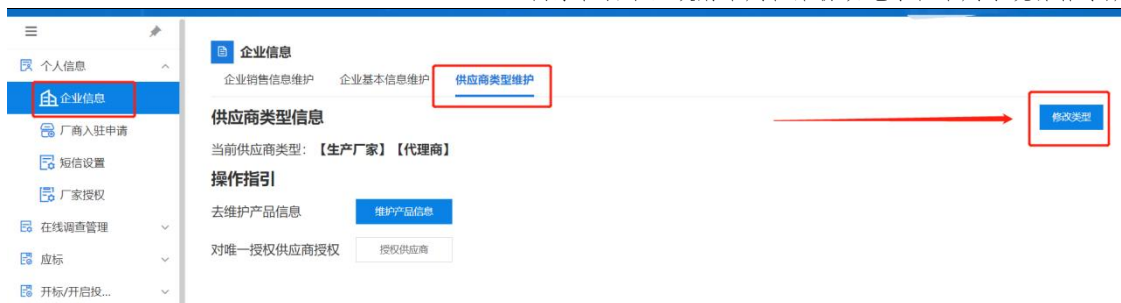 个人信息
企业信息
厂商入驻申请
短信设置
厂家授权
在线调查管理
应标
开标/开启投...
企业信息
企业销售信息维护 企业基本信息维护 供应商类型维护
供应商类型信息 修改类型
当前供应商类型：【生产厂家】【代理商】
操作指引
去维护产品信息 维护产品信息
对唯一授权供应商授权 授权供应商